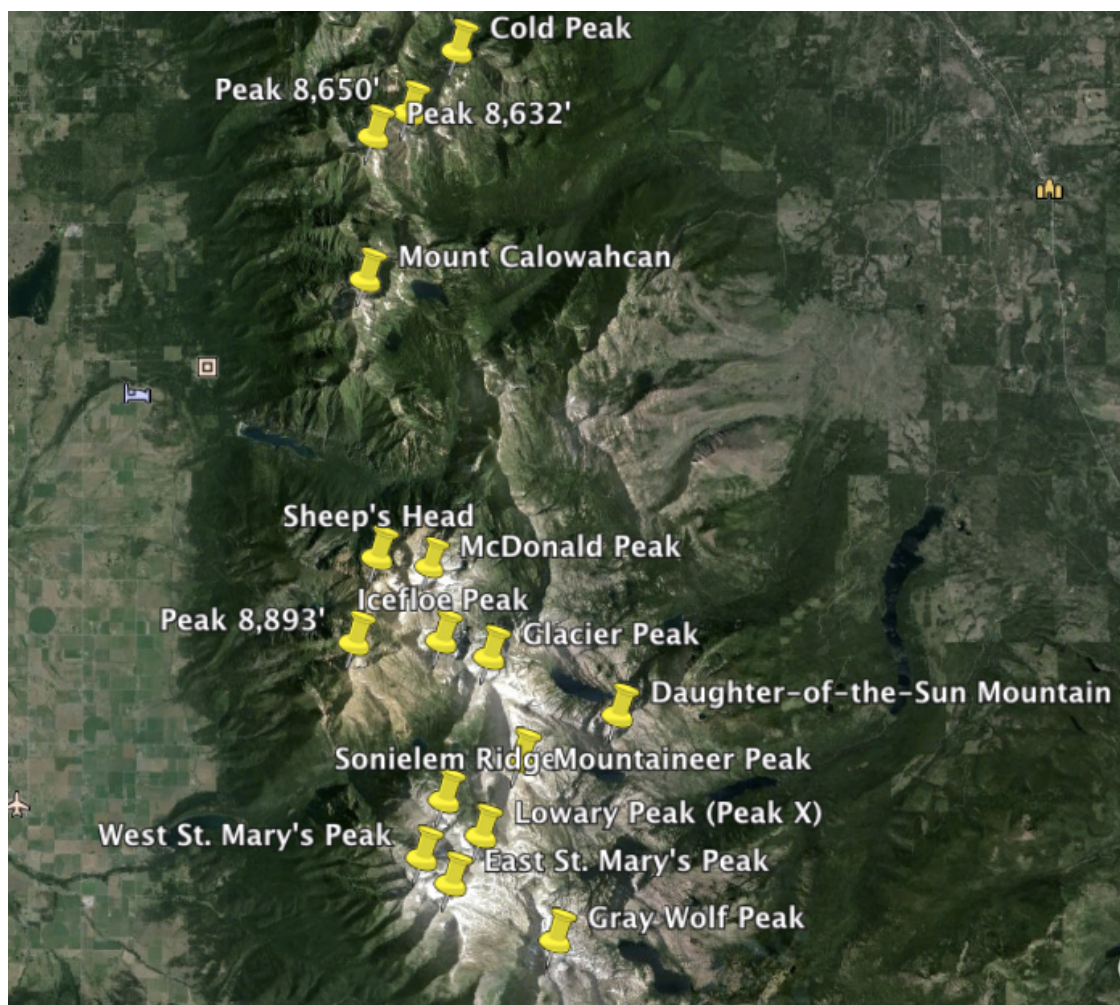 Cold Peak
Peak 8,650'
Peak 8,632'
Mount Calowahcan
Sheep's Head
McDonald Peak
Icefloe Peak
Peak 8,893'
Glacier Peak
Daughter-of-the-Sun Mountain
Sonielem Ridge
Mountaineer Peak
Lowary Peak (Peak X)
West St. Mary's Peak
East St. Mary's Peak
Gray Wolf Peak